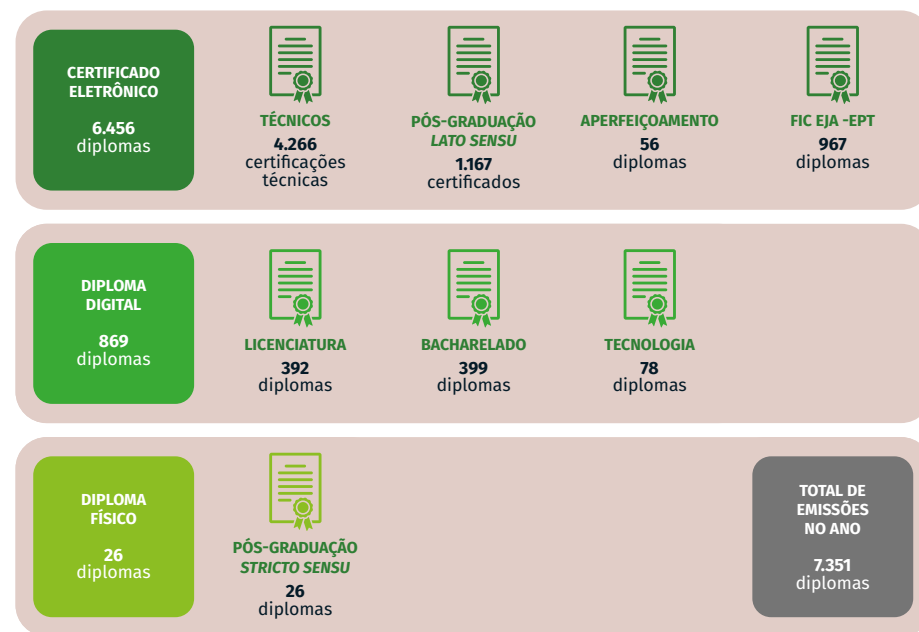 CERTIFICADO
ELETRÔNICO
6.456
diplomas
TÉCNICOS
4.266
certificações
técnicas
PÓS-GRADUAÇÃO
LATO SENSU
1.167
certificados
APERFEIÇOAMENTO
56
diplomas
FIC EJA -EPT
967
diplomas
DIPLOMA
DIGITAL
869
diplomas
LICENCIATURA
392
diplomas
BACHARELADO
399
diplomas
TECNOLOGIA
78
diplomas
DIPLOMA
FÍSICO
26
diplomas
PÓS-GRADUAÇÃO
STRICTO SENSU
26
diplomas
TOTAL DE
EMISSÕES
NO ANO
7.351
diplomas